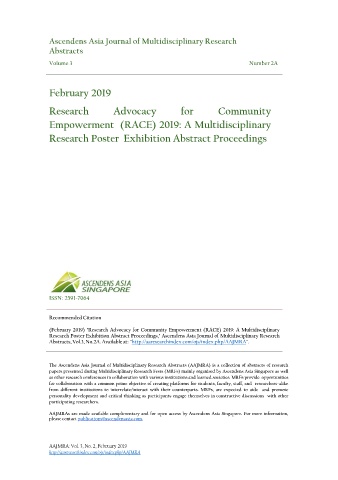 Ascendens Asia Journal of Multidisciplinary Research
Abstracts
Volume 3 Number 2A
February 2019
Research Advocacy for Community
Empowerment (RACE) 2019: A Multidisciplinary
Research Poster Exhibition Abstract Proceedings
ASCENDENS ASIA
SINGAPORE
ISSN: 2591-7064
Recommended Citation
(February 2019) "Research Advocacy for Community Empowerment (RACE) 2019: A Multidisciplinary
Research Poster Exhibition Abstract Proceedings," Ascendens Asia Journal of Multidisciplinary Research
Abstracts, Vol.3, No.2A. Available at: "http://aaresearchindex.com/ojs/index.php/AAJMRA".
The Ascendens Asia Journal of Multidisciplinary Research Abstracts (AAJMRA) is a collection of abstracts of research
papers presented during Multidisciplinary Research Fests (MRFs) mainly organised by Ascendens Asia Singapore as well
as other research conferences in collaboration with various institutions and learned societies. MRFs provide opportunities
for collaboration with a common prime objective of creating platforms for students, faculty, staff, and researchers alike
from different institutions to interrelate/interact with their counterparts. MRFs, are expected to aide and promote
personality development and critical thinking as participants engage themselves in constructive discussions with other
participating researchers.
AAJMRAs are made available complementary and for open access by Ascendens Asia Singapore. For more information,
please contact publications@ascendensasia.com.
AAJMRA: Vol. 3, No. 2, February 2019
http://aaresearchindex.com/ojs/index.php/AAJMRA